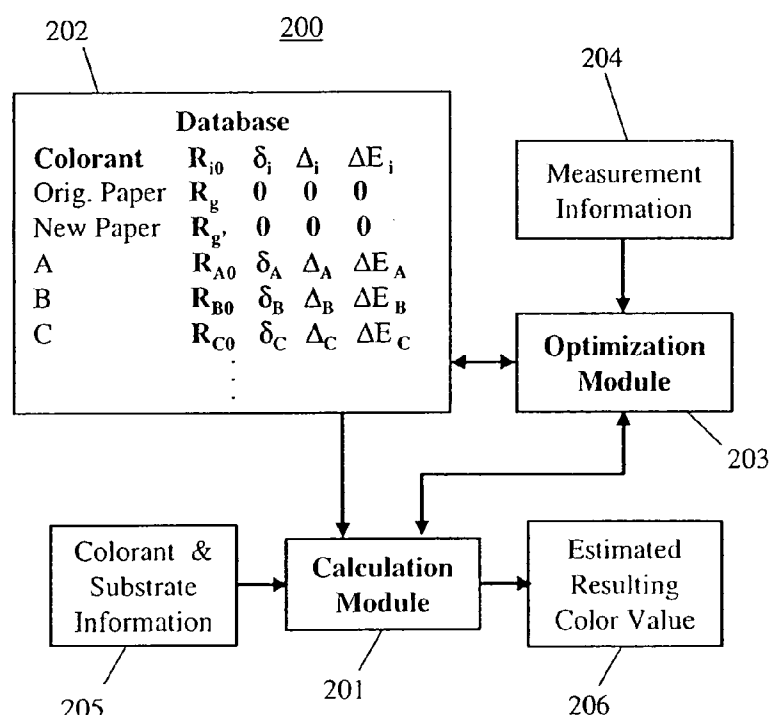 202
200
204
Database
Colorant R_i0 δ_i Δ_i ΔE_i
Orig. Paper R_g 0 0 0
New Paper R_g' 0 0 0
A R_A0 δ_A Δ_A ΔE_A
B R_B0 δ_B Δ_B ΔE_B
C R_C0 δ_C Δ_C ΔE_C
Measurement
Information
Optimization
Module
203
Colorant &
Substrate
Information
Calculation
Module
Estimated
Resulting
Color Value
205
201
206